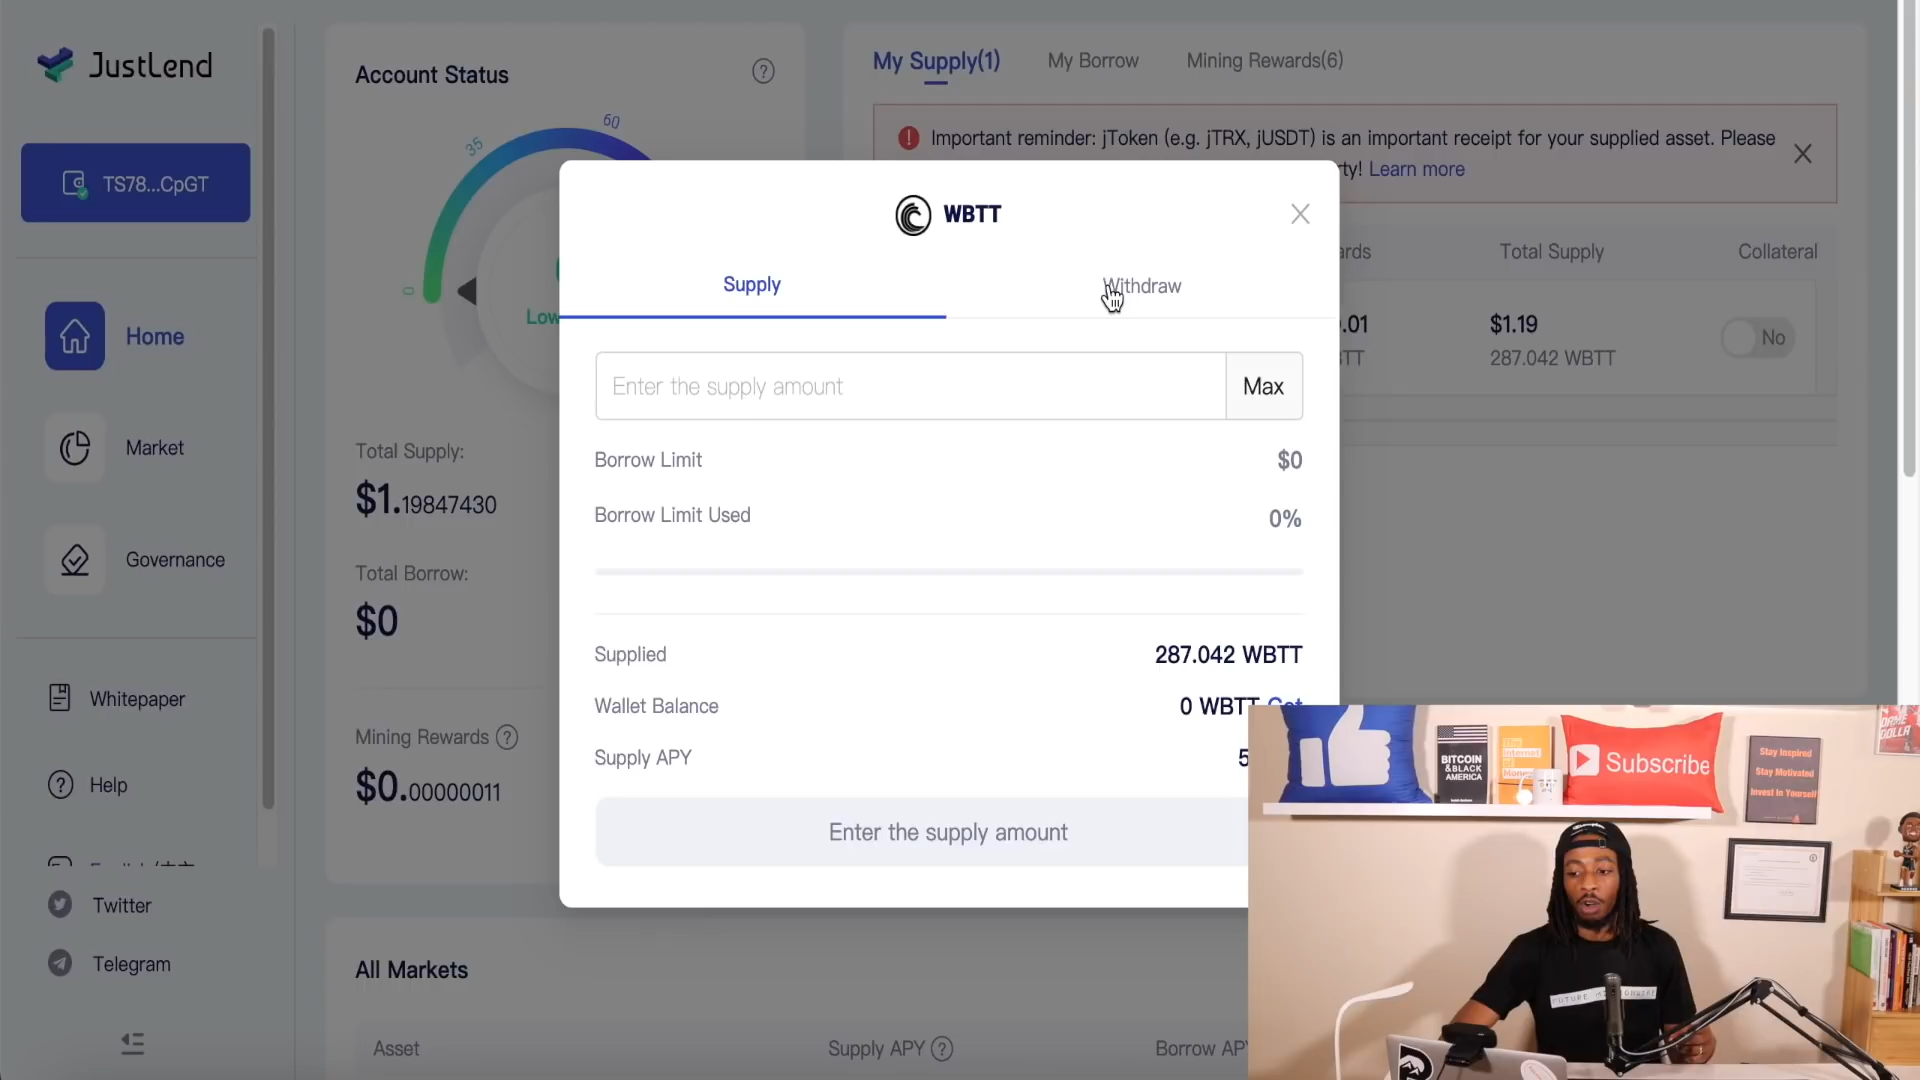 JustLend
TS78...CpGT
Home
Market
Governance
Whitepaper
Help
Twitter
Telegram
Account Status
?
0
35
60
Low
Total Supply:
$1.19847430
Total Borrow:
$0
Mining Rewards ?
$0.00000011
My Supply(1)
My Borrow
Mining Rewards(6)
Important reminder: jToken (e.g. jTRX, jUSDT) is an important receipt for your supplied asset. Please
ty! Learn more
Total Supply
Collateral
.01
$1.19
287.042 WBTT
No
WBTT
Supply
Withdraw
Enter the supply amount
Max
Borrow Limit
$0
Borrow Limit Used
0%
Supplied
287.042 WBTT
Wallet Balance
0 WBTT Get
Supply APY
5
Enter the supply amount
All Markets
Asset
Supply APY ?
Borrow APY
BITCOIN
&BLACK
AMERICA
Subscribe
Stay Inspired
Stay Motivated
Invest In Yourself